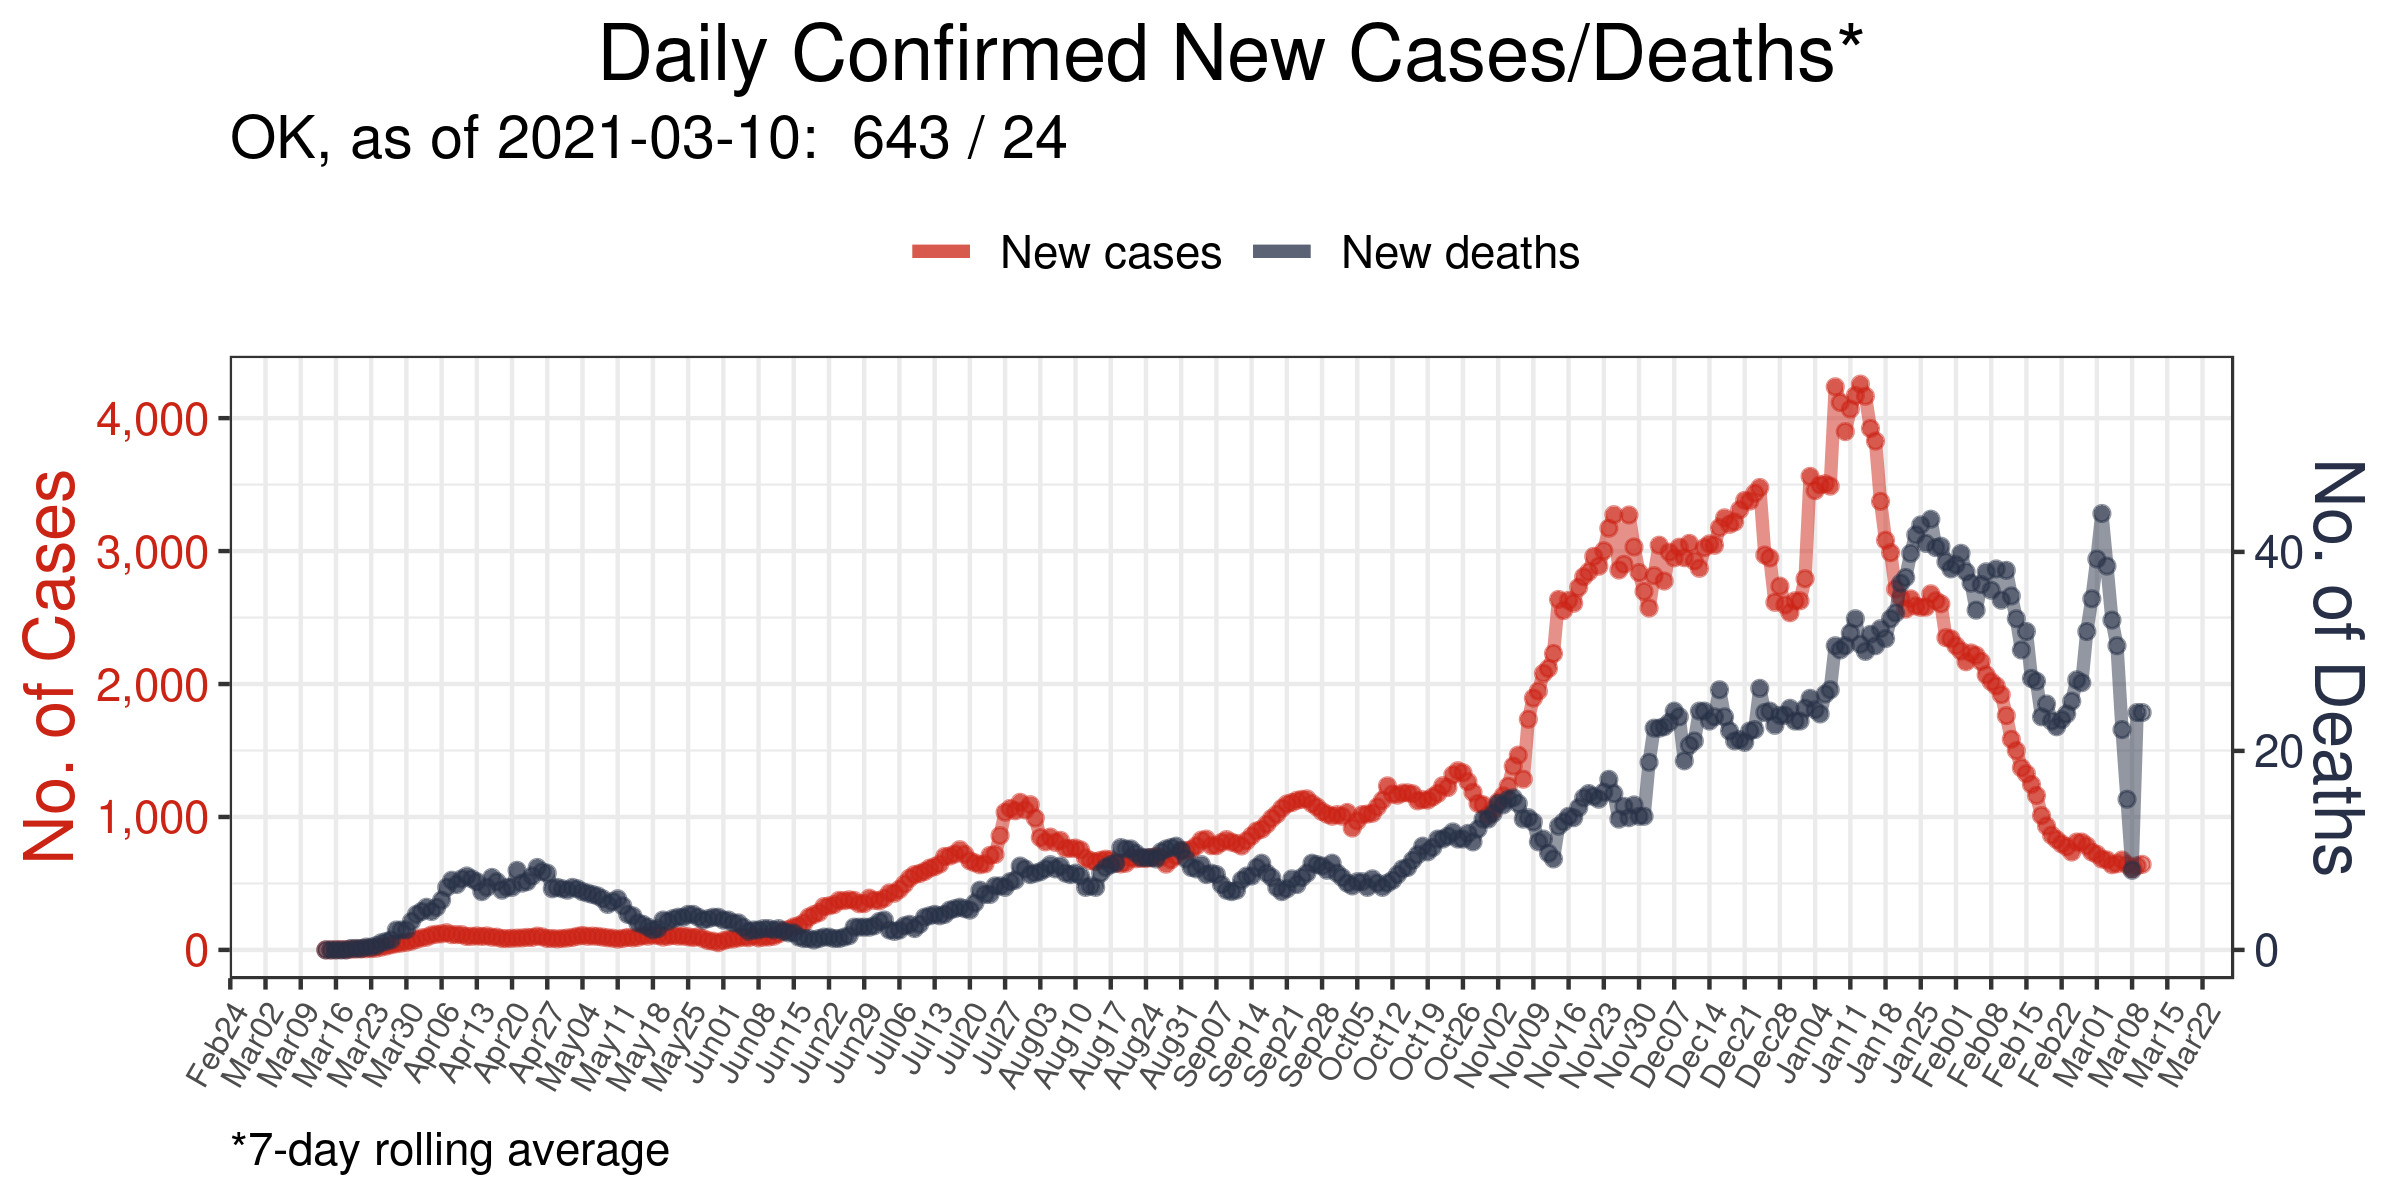 Daily Confirmed New Cases/Deaths*
OK, as of 2021-03-10:  643 / 24
New cases
New deaths
No. of Cases
4,000
3,000
2,000
1,000
0
No. of Deaths
40
20
0
Feb24
Mar02
Mar09
Mar16
Mar23
Mar30
Apr06
Apr13
Apr20
Apr27
May04
May11
May18
May25
Jun01
Jun08
Jun15
Jun22
Jun29
Jul06
Jul13
Jul20
Jul27
Aug03
Aug10
Aug17
Aug24
Aug31
Sep07
Sep14
Sep21
Sep28
Oct05
Oct12
Oct19
Oct26
Nov02
Nov09
Nov16
Nov23
Nov30
Dec07
Dec14
Dec21
Dec28
Jan04
Jan11
Jan18
Jan25
Feb01
Feb08
Feb15
Feb22
Mar01
Mar08
Mar15
Mar22
*7-day rolling average